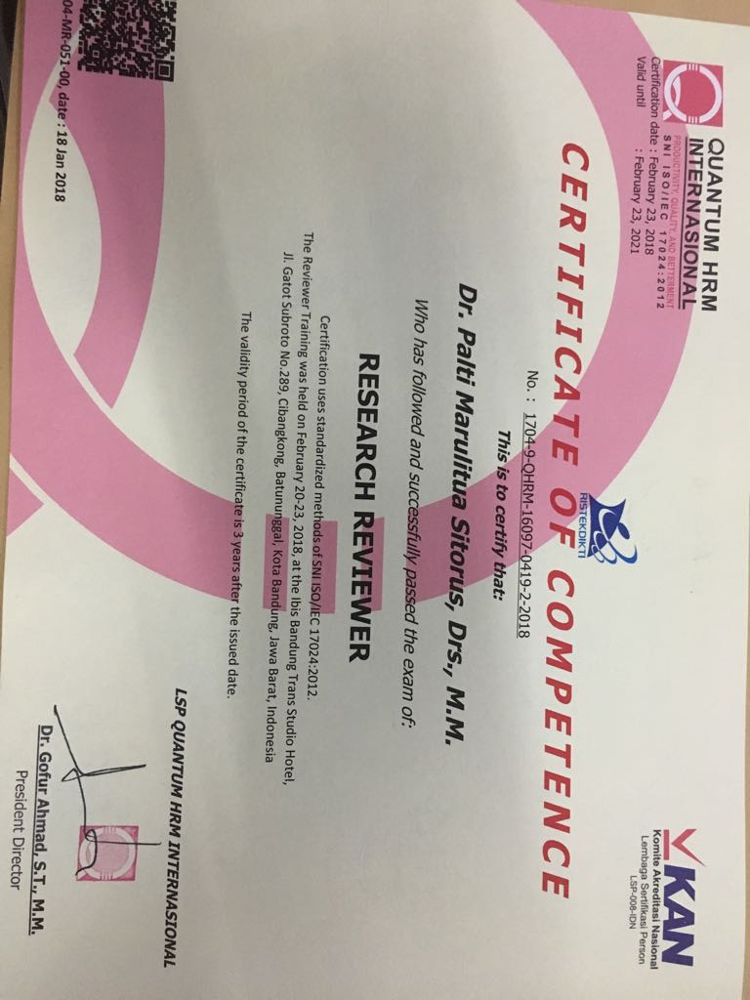 QUANTUM HRM
INTERNASIONAL
PRODUCTIVITY, QUALITY, AND BETTERMENT
SNI ISO/IEC 17024:2012
Certification date : February 23, 2018
Valid until : February 23, 2021
RISTEKDIKTI
KAN
Komite Akreditasi Nasional
Lembaga Sertifikasi Person
LSP-008-IDN
CERTIFICATE OF COMPETENCE
No. : 1704-9-QHRM-16097-0419-2-2018
This is to certify that:
Dr. Palti Marulitua Sitorus, Drs., M.M.
Who has followed and successfully passed the exam of:
RESEARCH REVIEWER
Certification uses standardized methods of SNI ISO/IEC 17024:2012.
The Reviewer Training was held on February 20-23, 2018, at the Ibis Bandung Trans Studio Hotel,
Jl. Gatot Subroto No.289, Cibangkong, Batununggal, Kota Bandung, Jawa Barat, Indonesia
The validity period of the certificate is 3 years after the issued date.
LSP QUANTUM HRM INTERNASIONAL
Dr. Gofur Ahmad, S.T., M.M.
President Director
04-MR-051-00, date : 18 Jan 2018